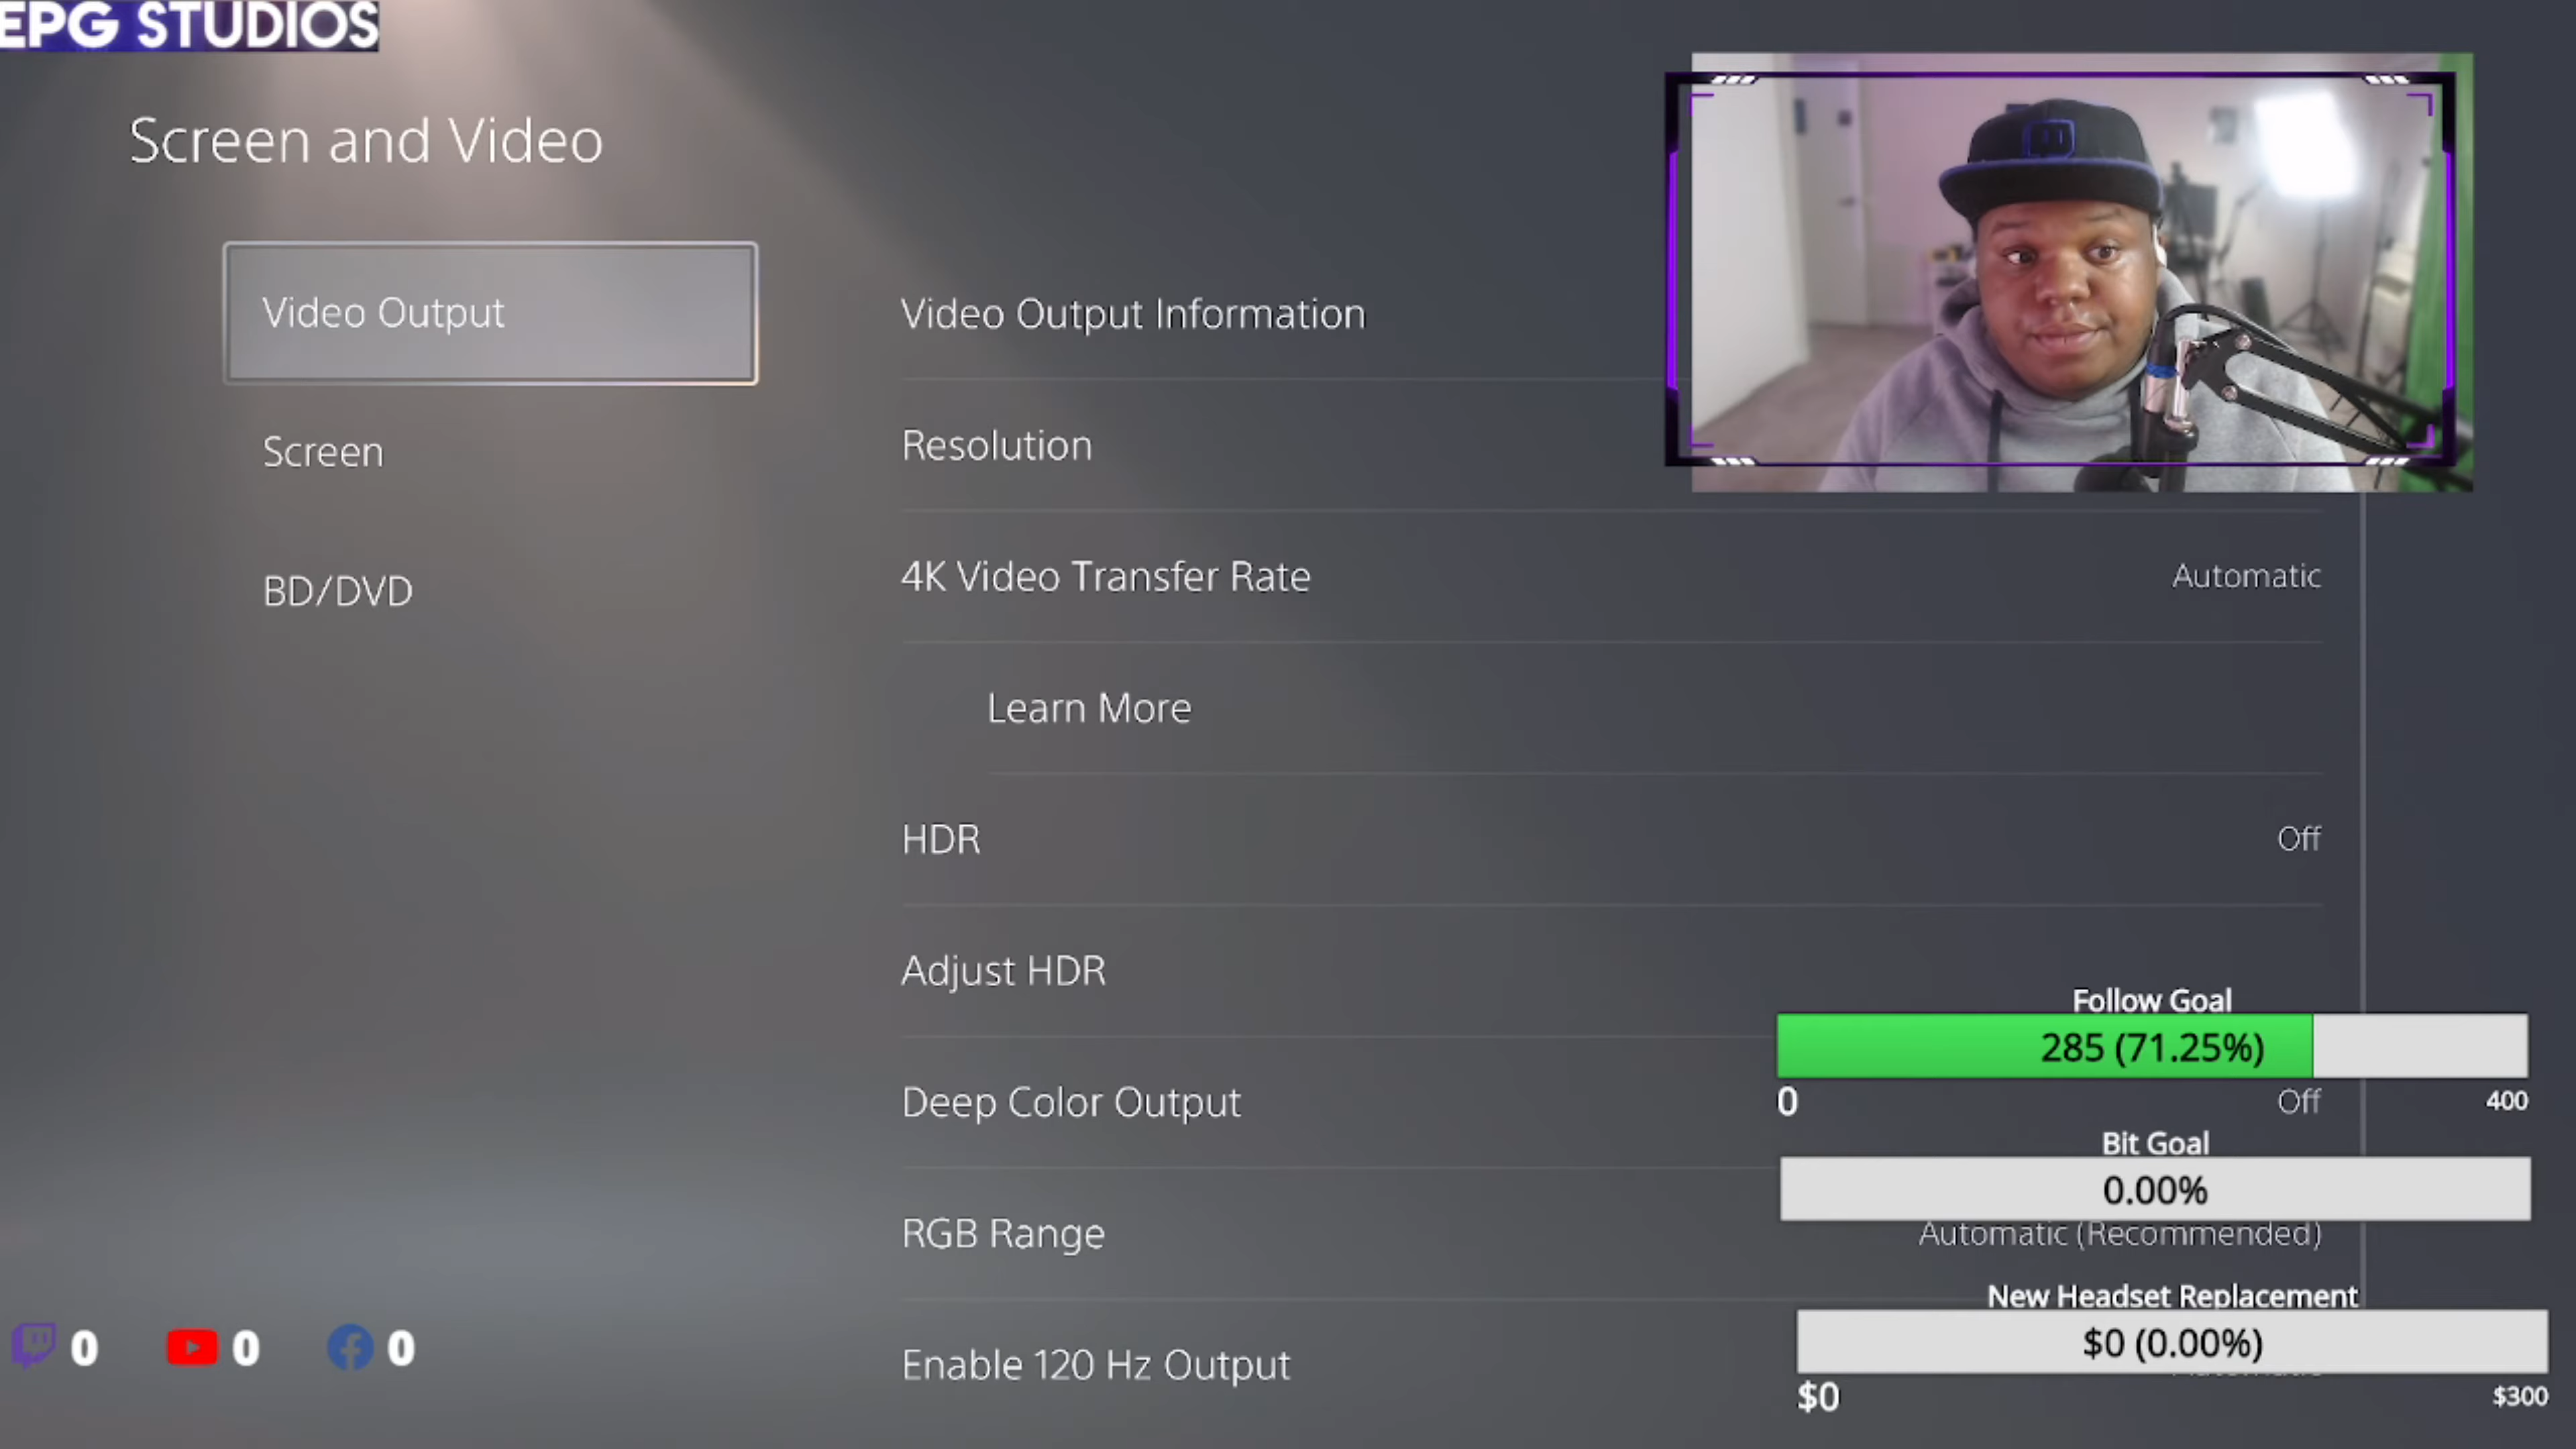 EPG STUDIOS
Screen and Video
Video Output
Screen
BD/DVD
Video Output Information
Resolution
4K Video Transfer Rate Automatic
Learn More
HDR Off
Adjust HDR
Deep Color Output Off
RGB Range Automatic (Recommended)
Enable 120 Hz Output
Follow Goal
285 (71.25%)
0 400
Bit Goal
0.00%
New Headset Replacement
$0 (0.00%)
$0 $300
0 0 0